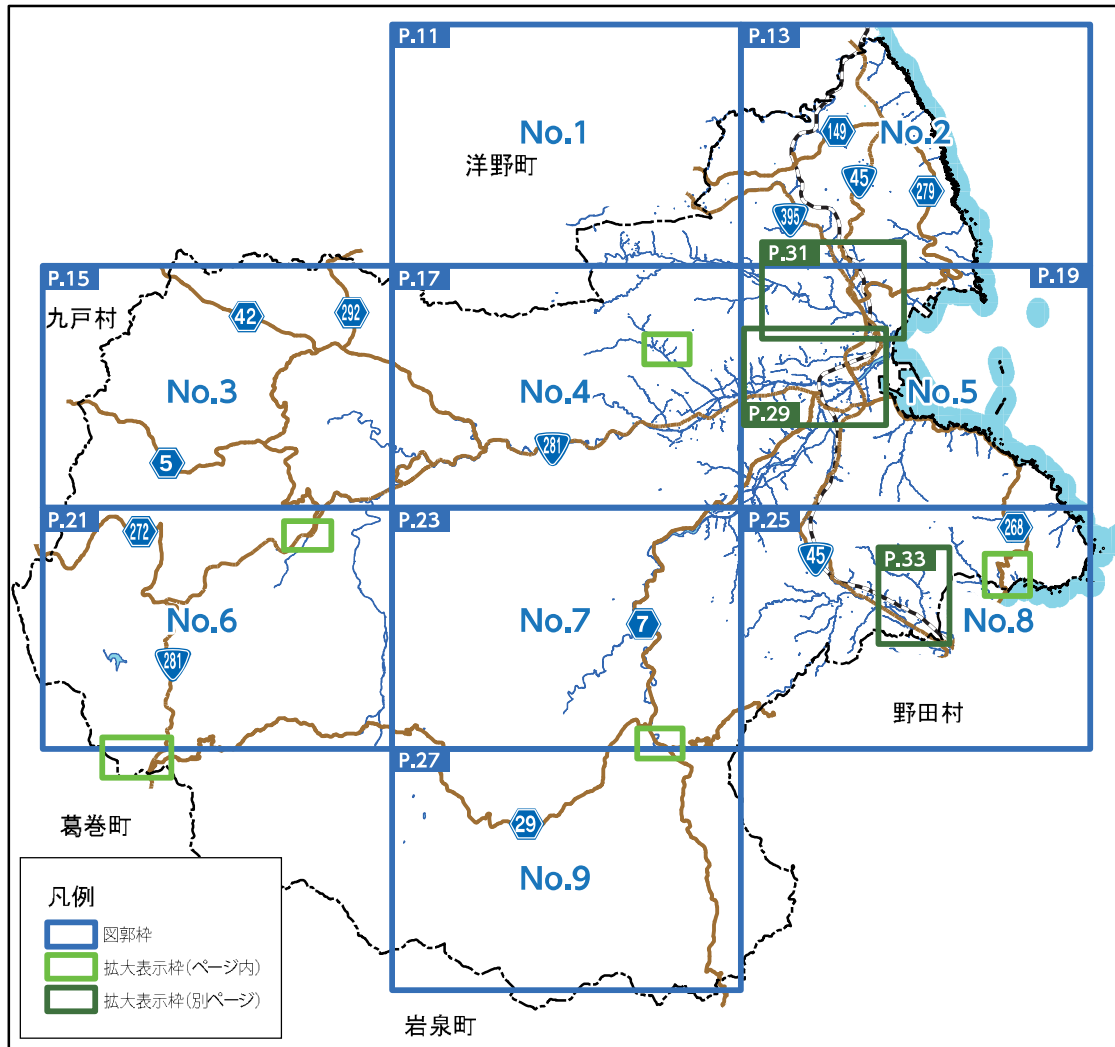 P.11
P.13
No.1
No.2
149
洋野町
45
279
395
P.31
P.15
P.17
P.19
九戸村
42
292
No.3
No.4
No.5
P.29
281
5
P.21
P.23
P.25
272
268
45
P.33
No.6
No.7
7
No.8
281
野田村
P.27
葛巻町
29
No.9
凡例
図郭枠
拡大表示枠(ページ内)
拡大表示枠(別ページ)
岩泉町